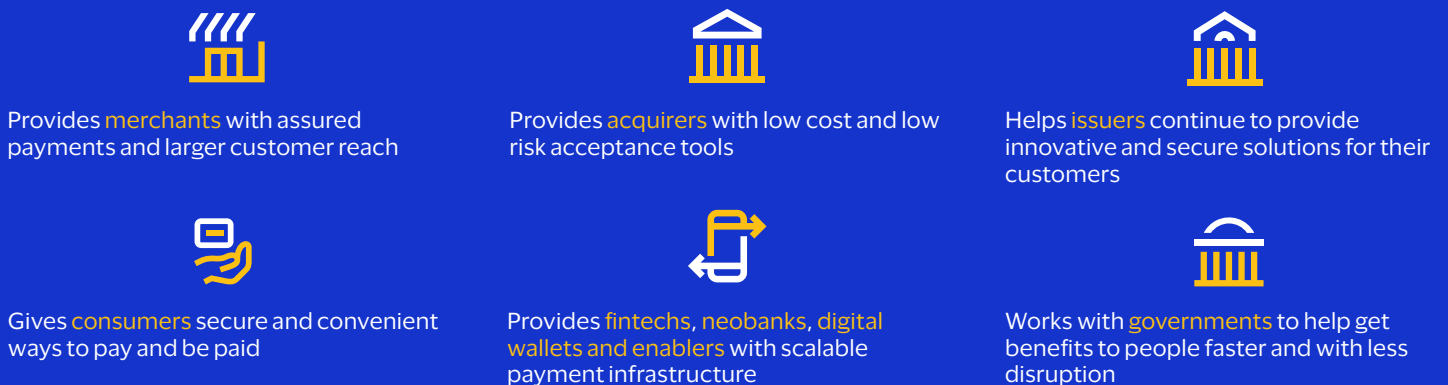 Provides merchants with assured
payments and larger customer reach
Provides acquirers with low cost and low
risk acceptance tools
Helps issuers continue to provide
innovative and secure solutions for their
customers
Gives consumers secure and convenient
ways to pay and be paid
Provides fintechs, neobanks, digital
wallets and enablers with scalable
payment infrastructure
Works with governments to help get
benefits to people faster and with less
disruption